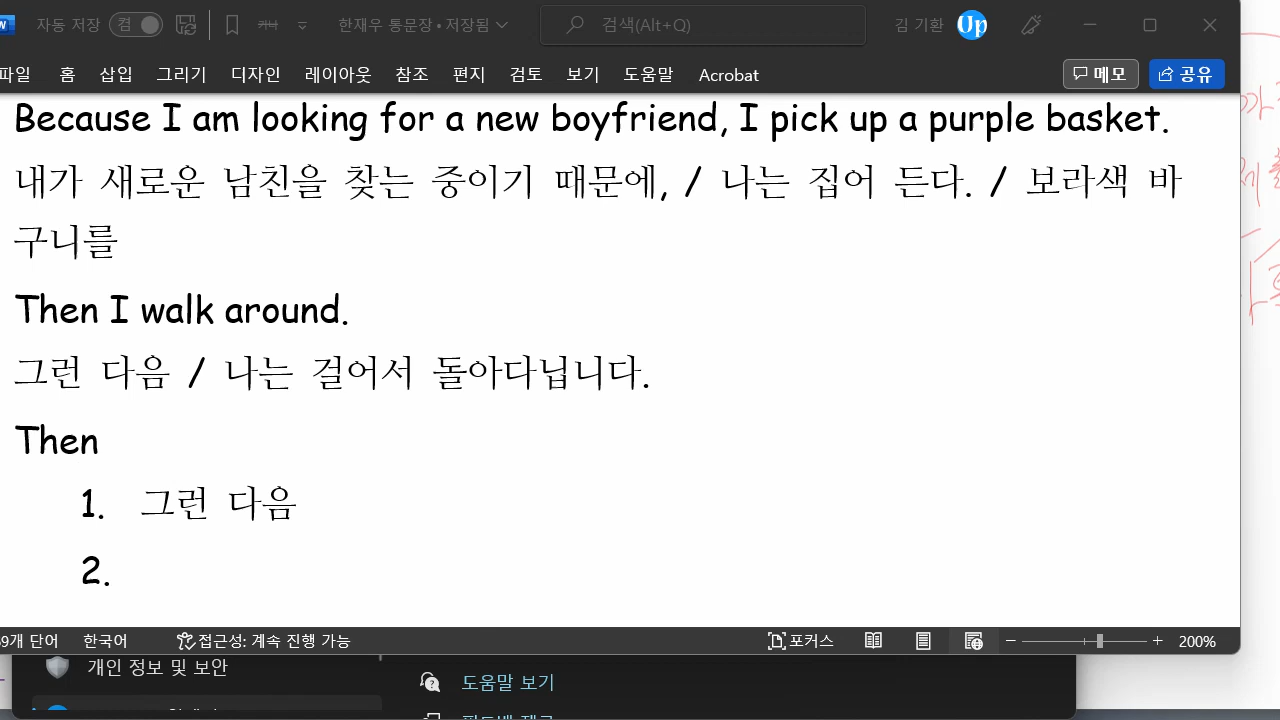 자동 저장 켬 가나 한재우 통문장 • 저장됨 검색(Alt+Q) 김 기환 Up
파일 홈 삽입 그리기 디자인 레이아웃 참조 편지 검토 보기 도움말 Acrobat 메모 공유
Because I am looking for a new boyfriend, I pick up a purple basket.
내가 새로운 남친을 찾는 중이기 때문에, / 나는 집어 든다. / 보라색 바
구니를
Then I walk around.
그런 다음 / 나는 걸어서 돌아다닙니다.
Then
1. 그런 다음
2.
9개 단어 한국어 접근성: 계속 진행 가능 포커스 200%
개인 정보 및 보안
도움말 보기